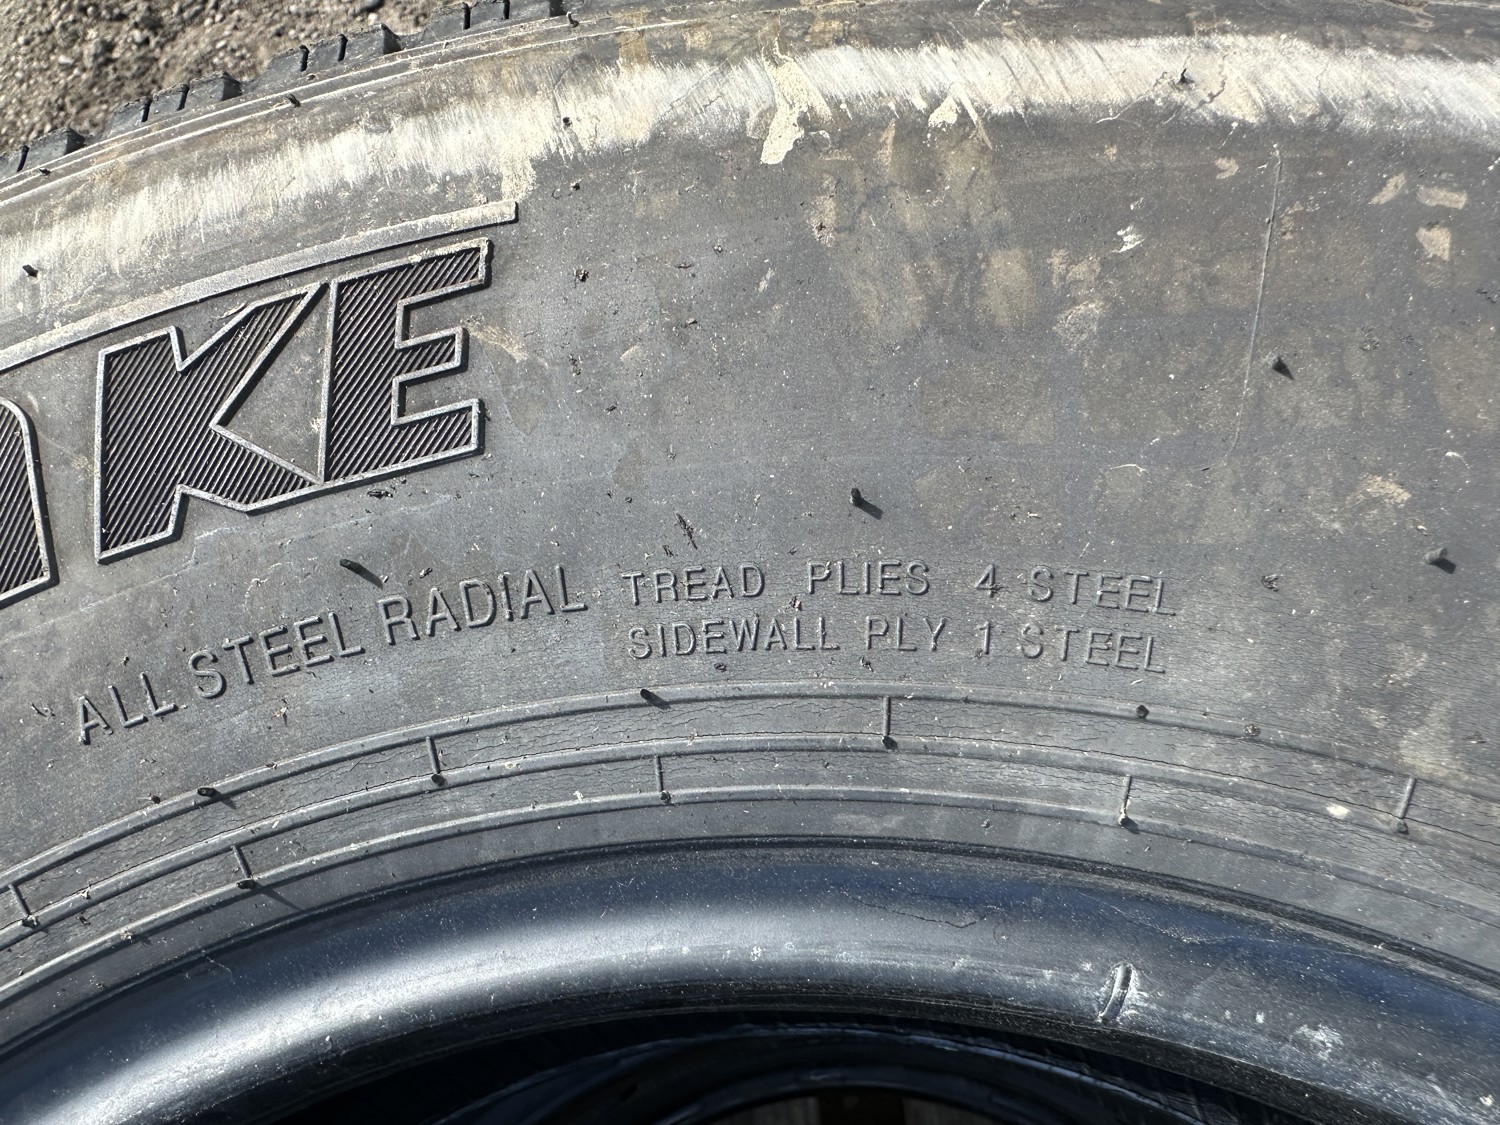 KE
ALL STEEL RADIAL
TREAD PLIES 4 STEEL
SIDEWALL PLY 1 STEEL